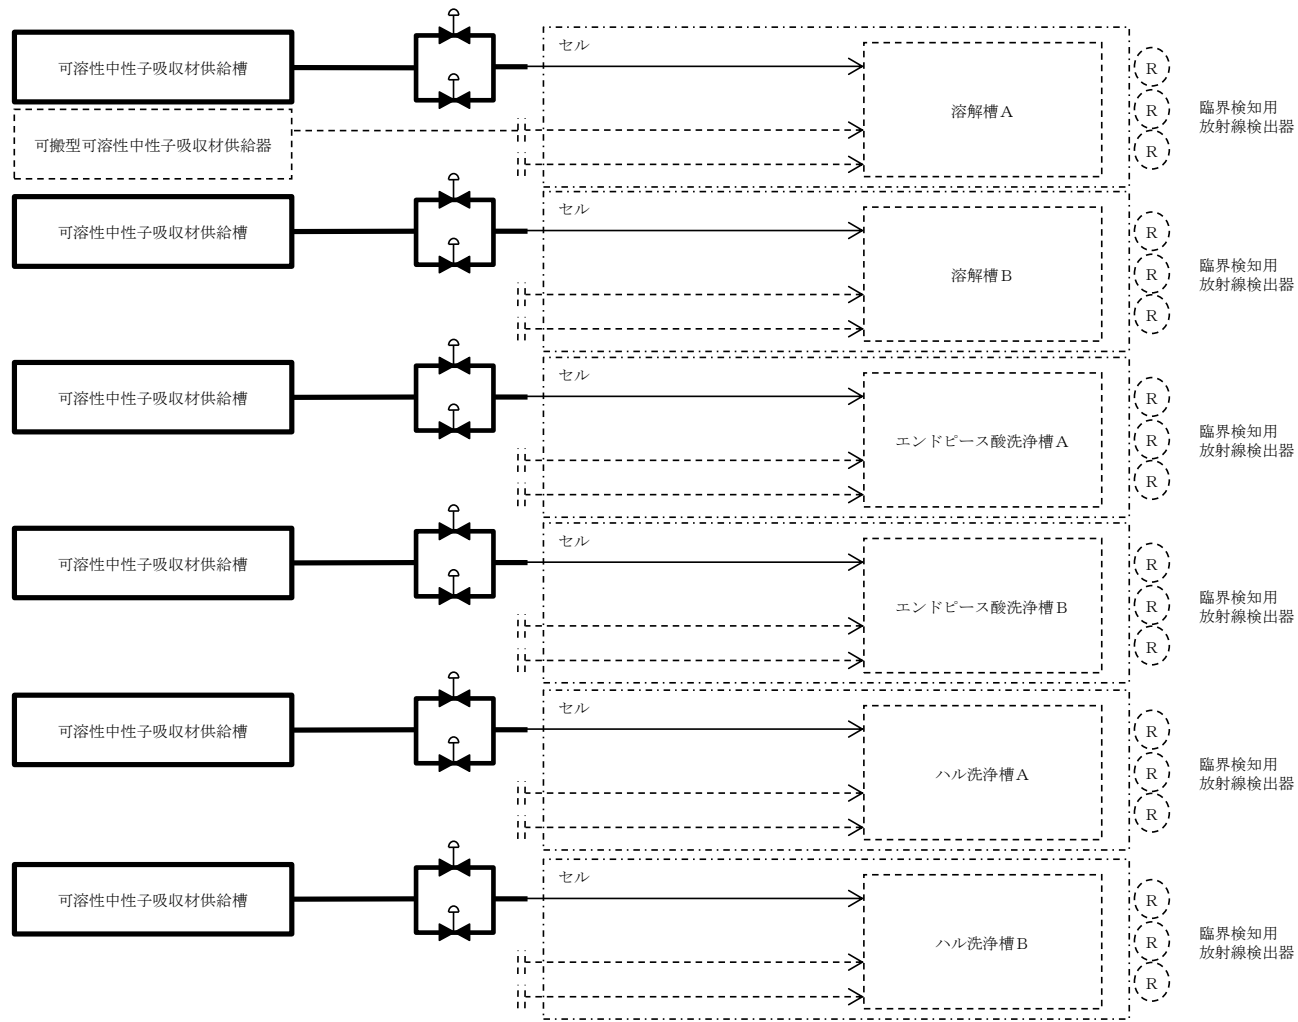 可溶性中性子吸収材供給槽
セル
溶解槽A
R
R
R
臨界検知用
放射線検出器
可搬型可溶性中性子吸収材供給器
可溶性中性子吸収材供給槽
セル
溶解槽B
R
R
R
臨界検知用
放射線検出器
可溶性中性子吸収材供給槽
セル
エンドピース酸洗浄槽A
R
R
R
臨界検知用
放射線検出器
可溶性中性子吸収材供給槽
セル
エンドピース酸洗浄槽B
R
R
R
臨界検知用
放射線検出器
可溶性中性子吸収材供給槽
セル
ハル洗浄槽A
R
R
R
臨界検知用
放射線検出器
可溶性中性子吸収材供給槽
セル
ハル洗浄槽B
R
R
R
臨界検知用
放射線検出器